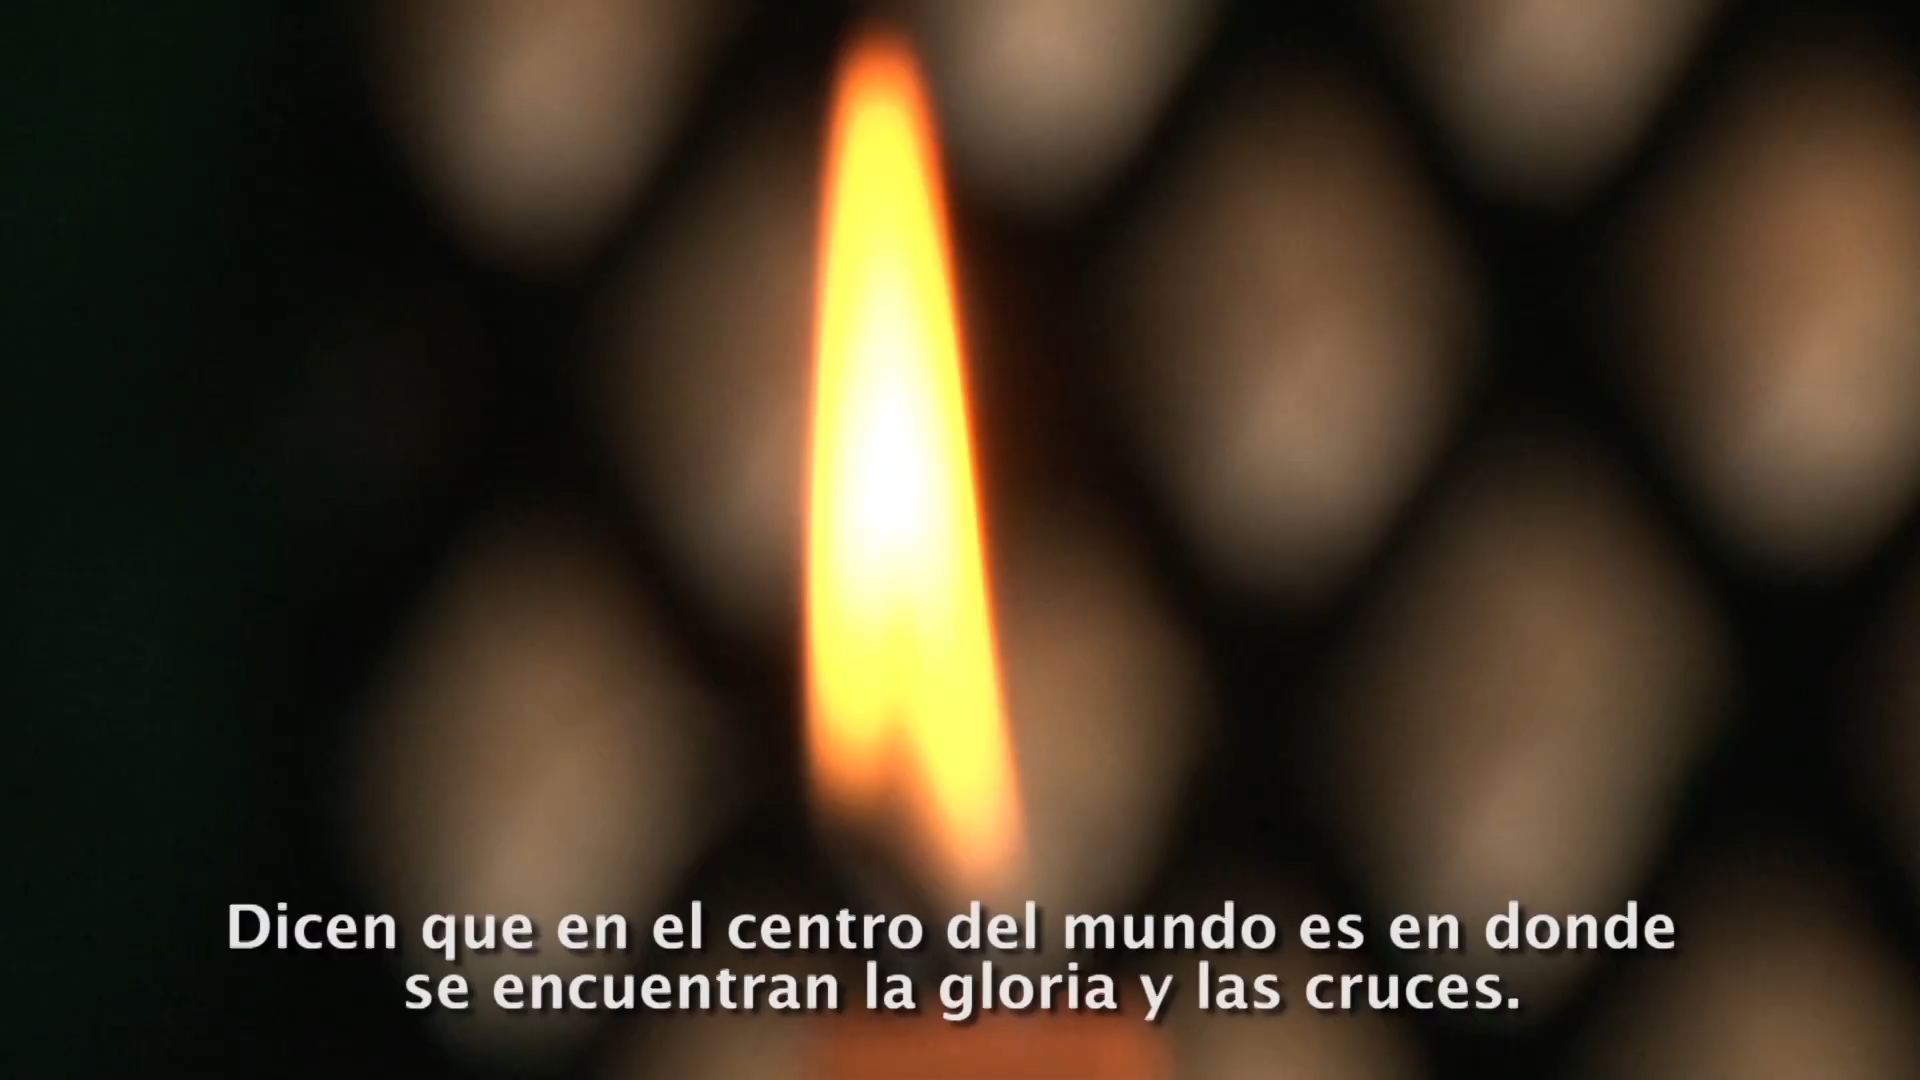 Dicen que en el centro del mundo es en donde
se encuentran la gloria y las cruces.